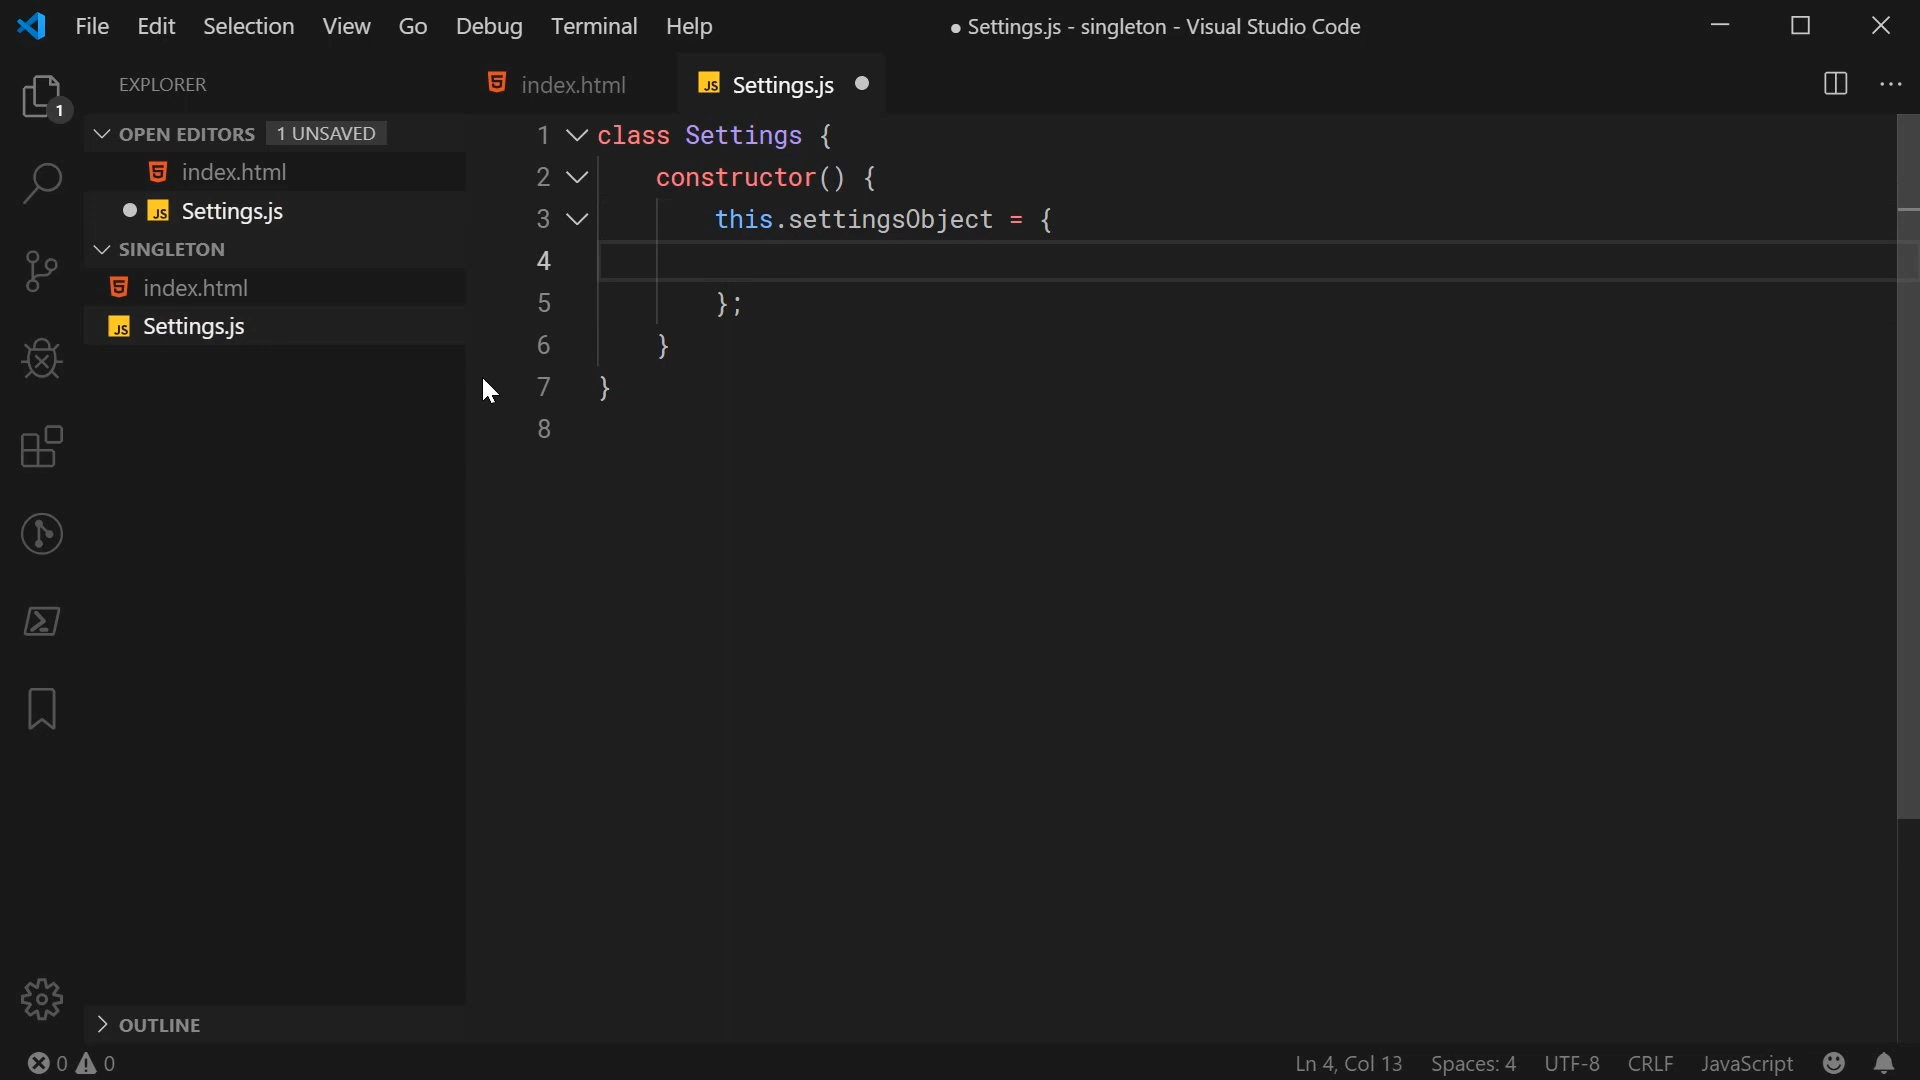 File Edit Selection View Go Debug Terminal Help
● Settings.js - singleton - Visual Studio Code
1
EXPLORER
OPEN EDITORS 1 UNSAVED
index.html
Settings.js
SINGLETON
index.html
JS Settings.js
OUTLINE
index.html
JS Settings.js
1 class Settings {
2 constructor() {
3 this.settingsObject = {
4
5 };
6 }
7 }
8
0 0
Ln 4, Col 13 Spaces: 4 UTF-8 CRLF JavaScript